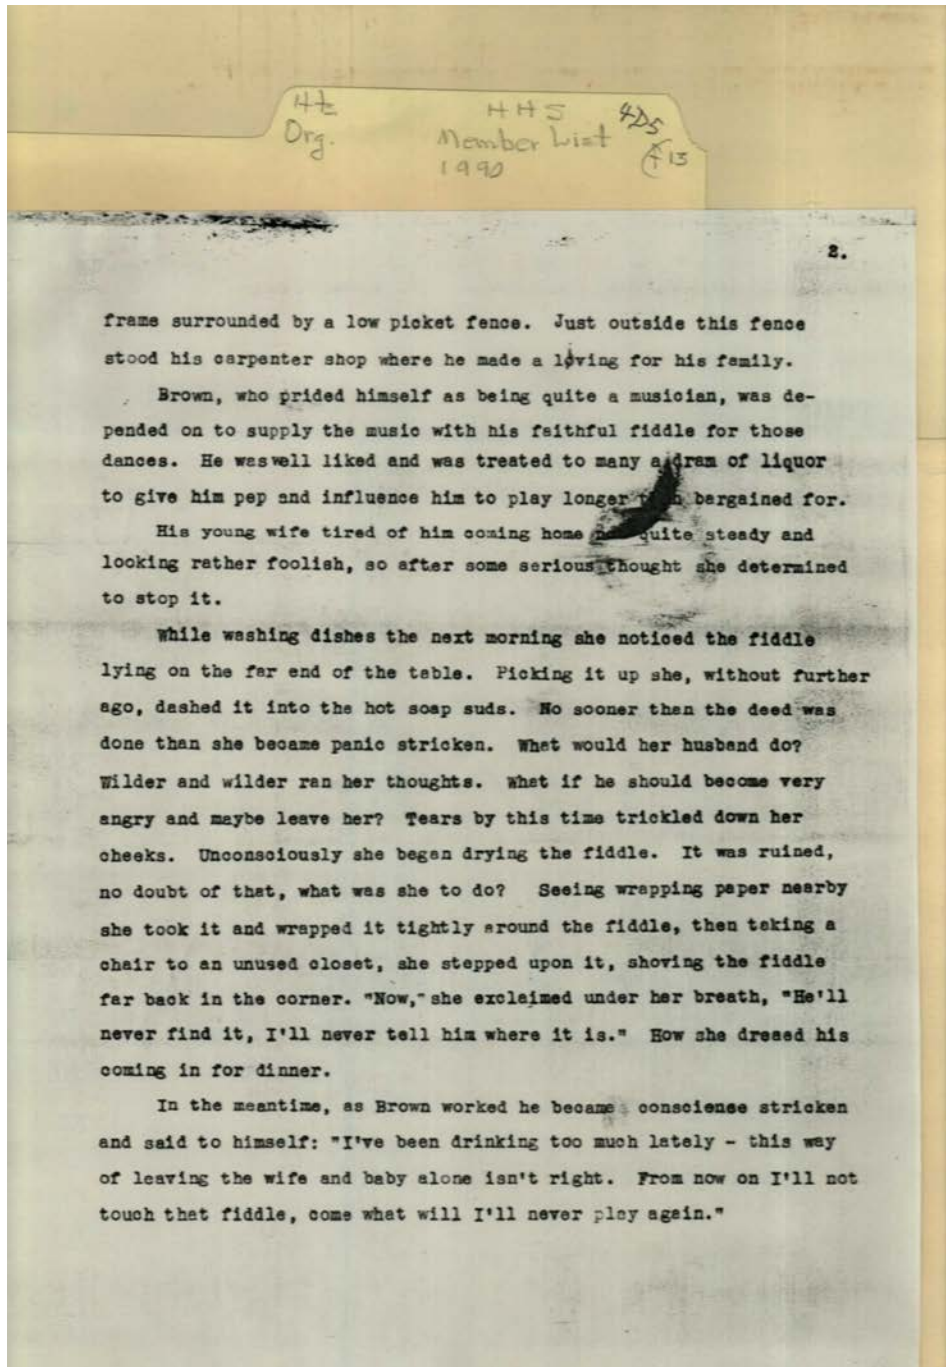 Ht HHS 4D5
Org. Member List f 13
1990
2.
frame surrounded by a low picket fence. Just outside this fence
stood his carpenter shop where he made a living for his family.
Brown, who prided himself as being quite a musician, was de-
pended on to supply the music with his faithful fiddle for those
dances. He waswell liked and was treated to many a dram of liquor
to give him pep and influence him to play longer bargained for.
His young wife tired of him coming home quite steady and
looking rather foolish, so after some serious thought she determined
to stop it.
While washing dishes the next morning she noticed the fiddle
lying on the far end of the table. Picking it up she, without further
ago, dashed it into the hot soap suds. No sooner than the deed was
done than she became panic stricken. What would her husband do?
Wilder and wilder ran her thoughts. What if he should become very
angry and maybe leave her? Tears by this time trickled down her
cheeks. Unconsciously she began drying the fiddle. It was ruined,
no doubt of that, what was she to do? Seeing wrapping paper nearby
she took it and wrapped it tightly around the fiddle, then taking a
chair to an unused closet, she stepped upon it, shoving the fiddle
far back in the corner. "Now," she exclaimed under her breath, "He'll
never find it, I'll never tell him where it is." How she dreaed his
coming in for dinner.
In the meantime, as Brown worked he became consciense stricken
and said to himself: "I've been drinking too much lately - this way
of leaving the wife and baby alone isn't right. From now on I'll not
touch that fiddle, come what will I'll never play again."